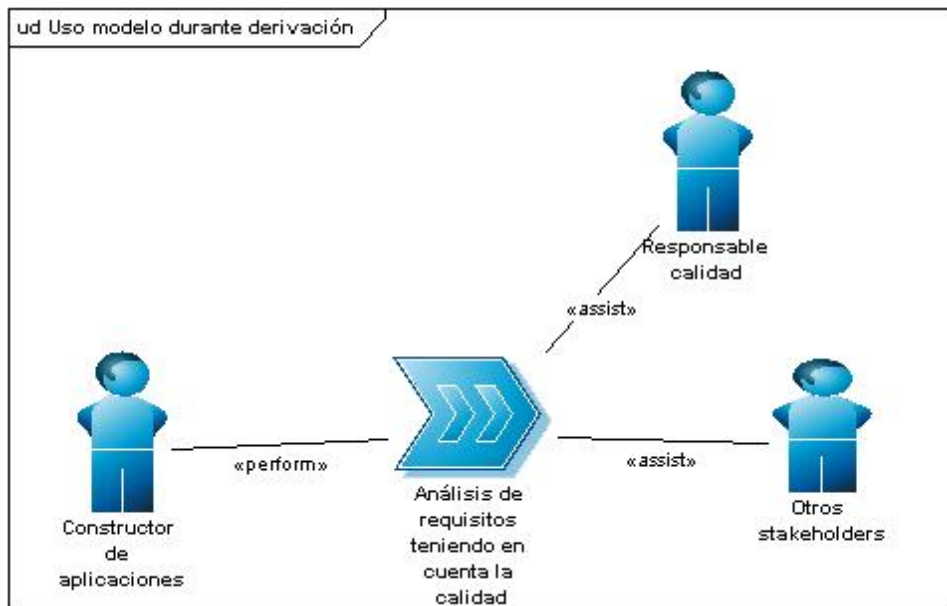 ud Uso modelo durante derivación
Responsable
calidad
«assist»
«perform»
«assist»
Constructor
de
aplicaciones
Análisis de
requisitos
teniendo en
cuenta la
calidad
Otros
stakeholders